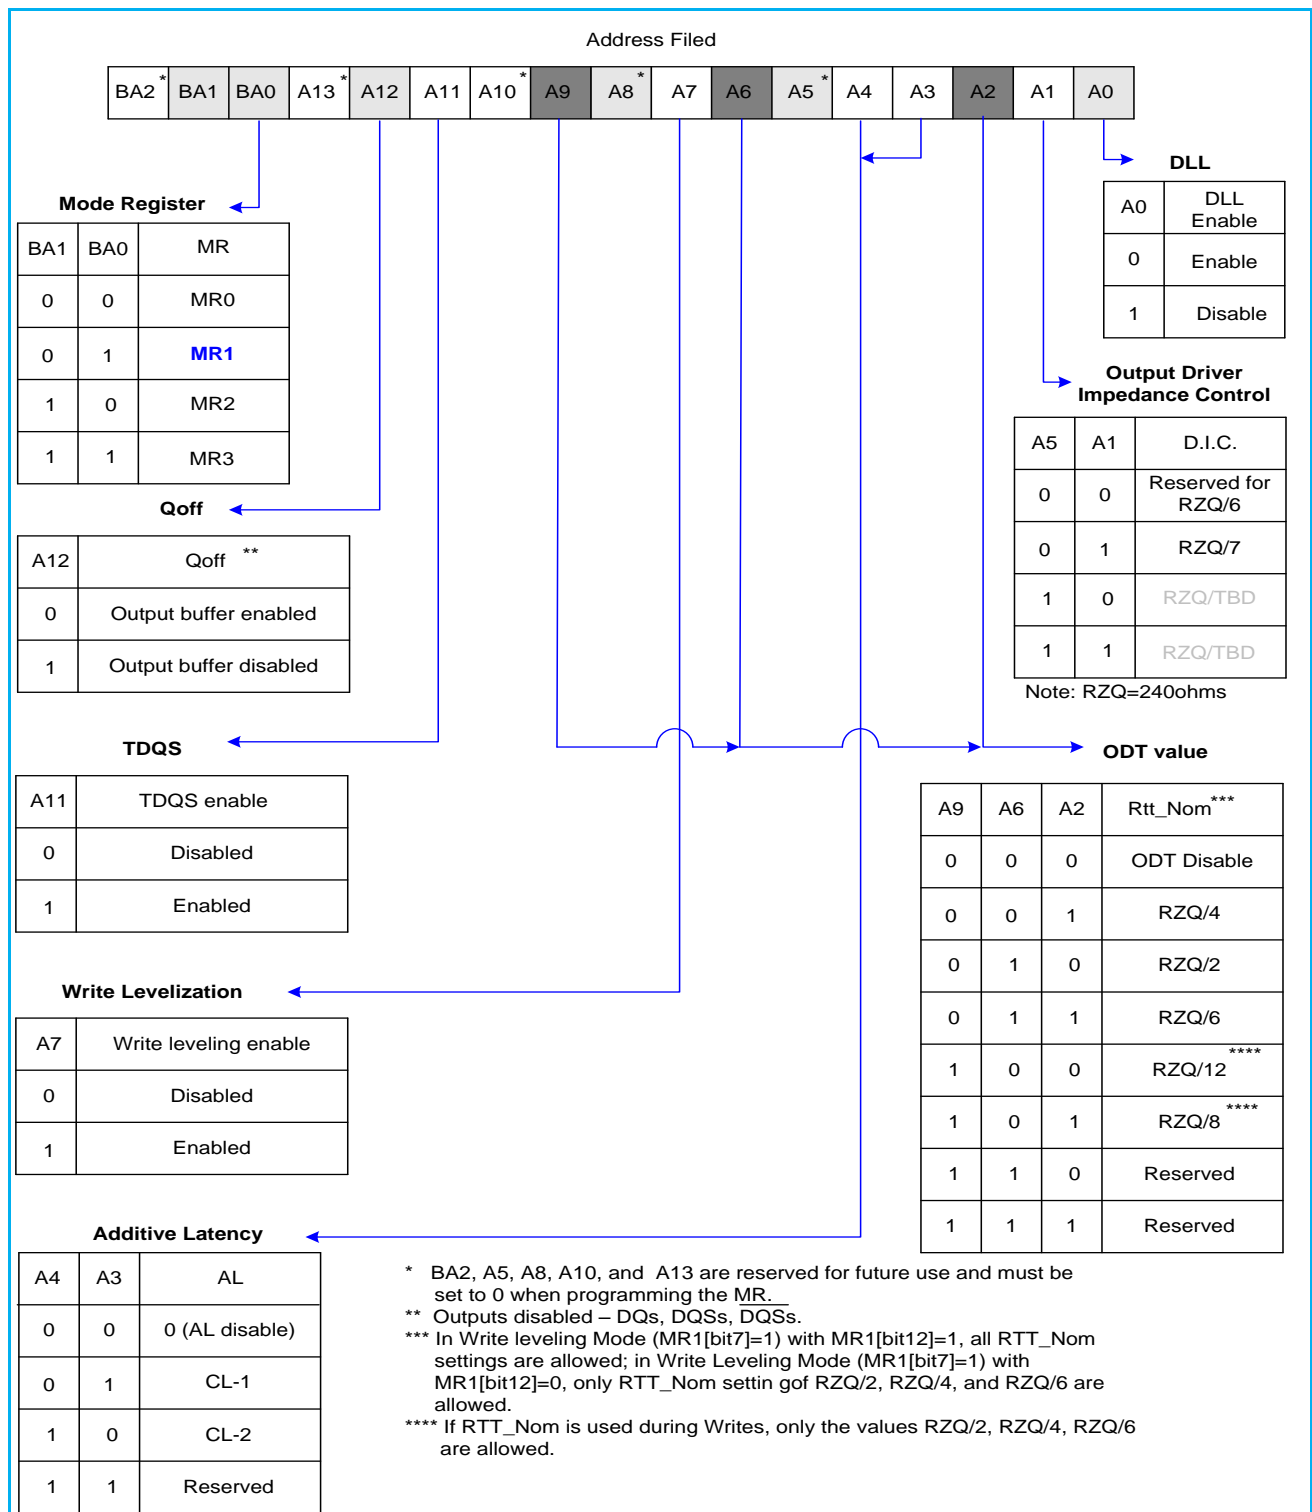 Address Filed
BA2* BA1 BA0 A13* A12 A11 A10* A9 A8* A7 A6 A5* A4 A3 A2 A1 A0
Mode Register
BA1 BA0 MR
0 0 MR0
0 1 MR1
1 0 MR2
1 1 MR3
Qoff
A12 Qoff **
0 Output buffer enabled
1 Output buffer disabled
TDQS
A11 TDQS enable
0 Disabled
1 Enabled
Write Levelization
A7 Write leveling enable
0 Disabled
1 Enabled
Additive Latency
A4 A3 AL
0 0 0 (AL disable)
0 1 CL-1
1 0 CL-2
1 1 Reserved
DLL
A0 DLL
Enable
0 Enable
1 Disable
Output Driver
Impedance Control
A5 A1 D.I.C.
0 0 Reserved for
RZQ/6
0 1 RZQ/7
1 0 RZQ/TBD
1 1 RZQ/TBD
Note: RZQ=240ohms
ODT value
A9 A6 A2 Rtt_Nom***
0 0 0 ODT Disable
0 0 1 RZQ/4
0 1 0 RZQ/2
0 1 1 RZQ/6
1 0 0 RZQ/12****
1 0 1 RZQ/8****
1 1 0 Reserved
1 1 1 Reserved
* BA2, A5, A8, A10, and A13 are reserved for future use and must be
set to 0 when programming the MR.
** Outputs disabled – DQs, DQSs, DQSs.
*** In Write leveling Mode (MR1[bit7]=1) with MR1[bit12]=1, all RTT_Nom
settings are allowed; in Write Leveling Mode (MR1[bit7]=1) with
MR1[bit12]=0, only RTT_Nom settin gof RZQ/2, RZQ/4, and RZQ/6 are
allowed.
**** If RTT_Nom is used during Writes, only the values RZQ/2, RZQ/4, RZQ/6
are allowed.